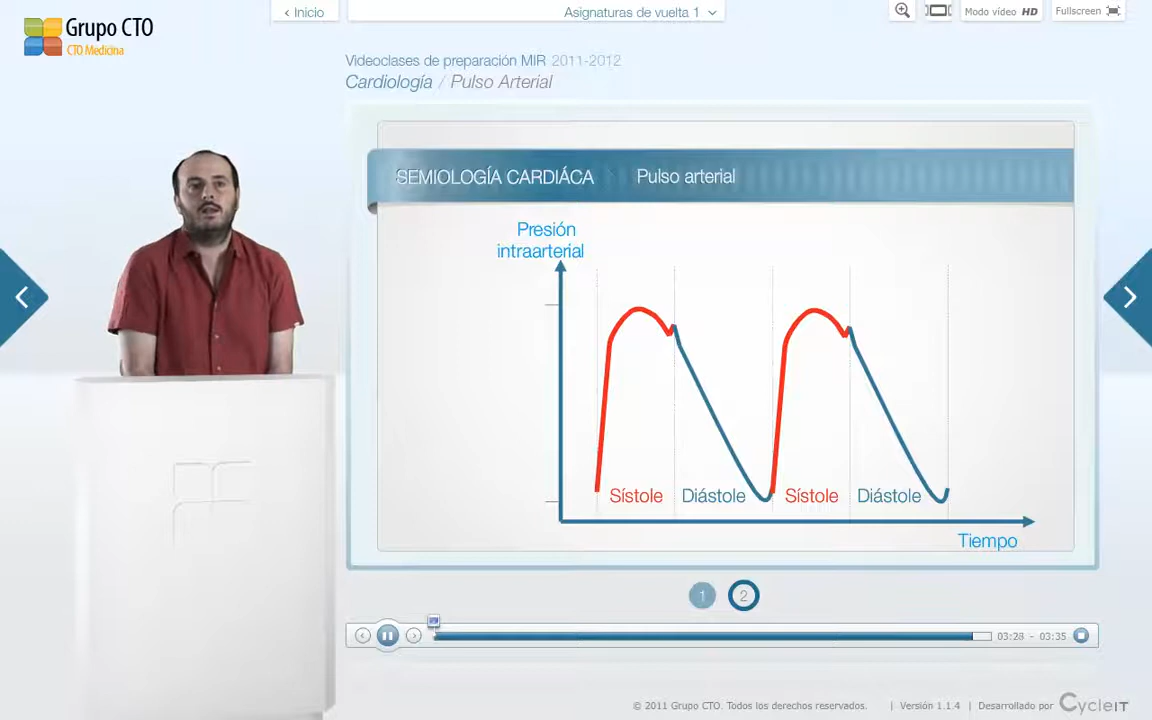 Grupo CTO
CTO Medicina
‹ Inicio
Asignaturas de vuelta 1
Modo vídeo HD
Fullscreen
Videoclases de preparación MIR 2011-2012
Cardiología / Pulso Arterial
SEMIOLOGÍA CARDIÁCA
Pulso arterial
Presión
intraarterial
Sístole
Diástole
Sístole
Diástole
Tiempo
1
2
03:28 - 03:35
© 2011 Grupo CTO. Todos los derechos reservados. | Versión 1.1.4 | Desarrollado por CycleIT